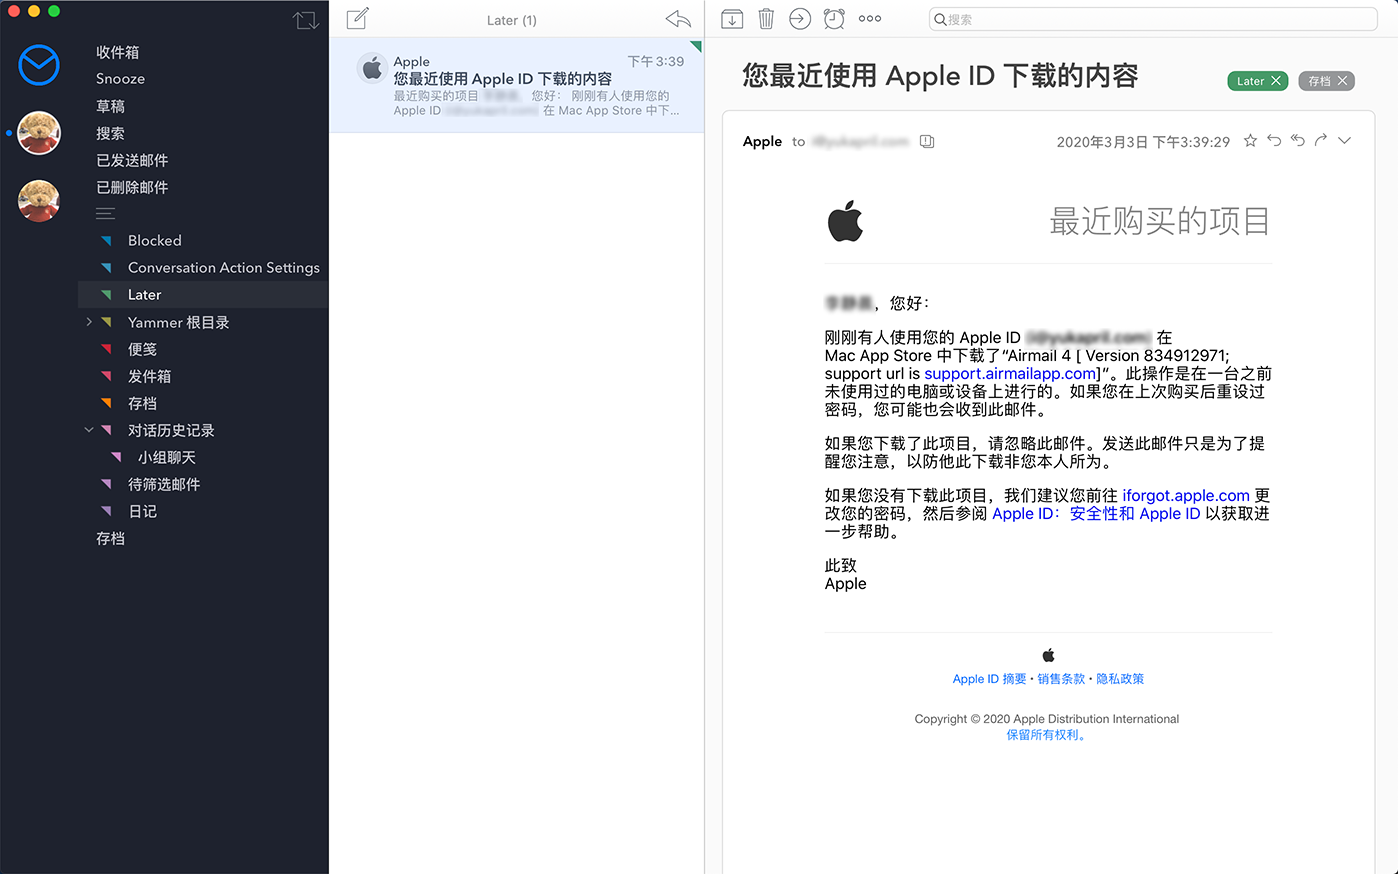 收件箱
Snooze
草稿
搜索
已发送邮件
已删除邮件
Blocked
Conversation Action Settings
Later
Yammer 根目录
便笺
发件箱
存档
对话历史记录
小组聊天
待筛选邮件
日记
存档
Later (1)
Apple
下午 3:39
您最近使用 Apple ID 下载的内容
最近购买的项目 您好： 刚刚有人使用您的
Apple ID 在 Mac App Store 中下...
搜索
您最近使用 Apple ID 下载的内容
Later
存档
Apple to
2020年3月3日 下午3:39:29
最近购买的项目
，您好：
刚刚有人使用您的 Apple ID 在
Mac App Store 中下载了“Airmail 4 [ Version 834912971;
support url is support.airmailapp.com]”。此操作是在一台之前
未使用过的电脑或设备上进行的。如果您在上次购买后重设过
密码，您可能也会收到此邮件。
如果您下载了此项目，请忽略此邮件。发送此邮件只是为了提
醒您注意，以防他此下载非您本人所为。
如果您没有下载此项目，我们建议您前往 iforgot.apple.com 更
改您的密码，然后参阅 Apple ID：安全性和 Apple ID 以获取进
一步帮助。
此致
Apple
Apple ID 摘要 • 销售条款 • 隐私政策
Copyright © 2020 Apple Distribution International
保留所有权利。